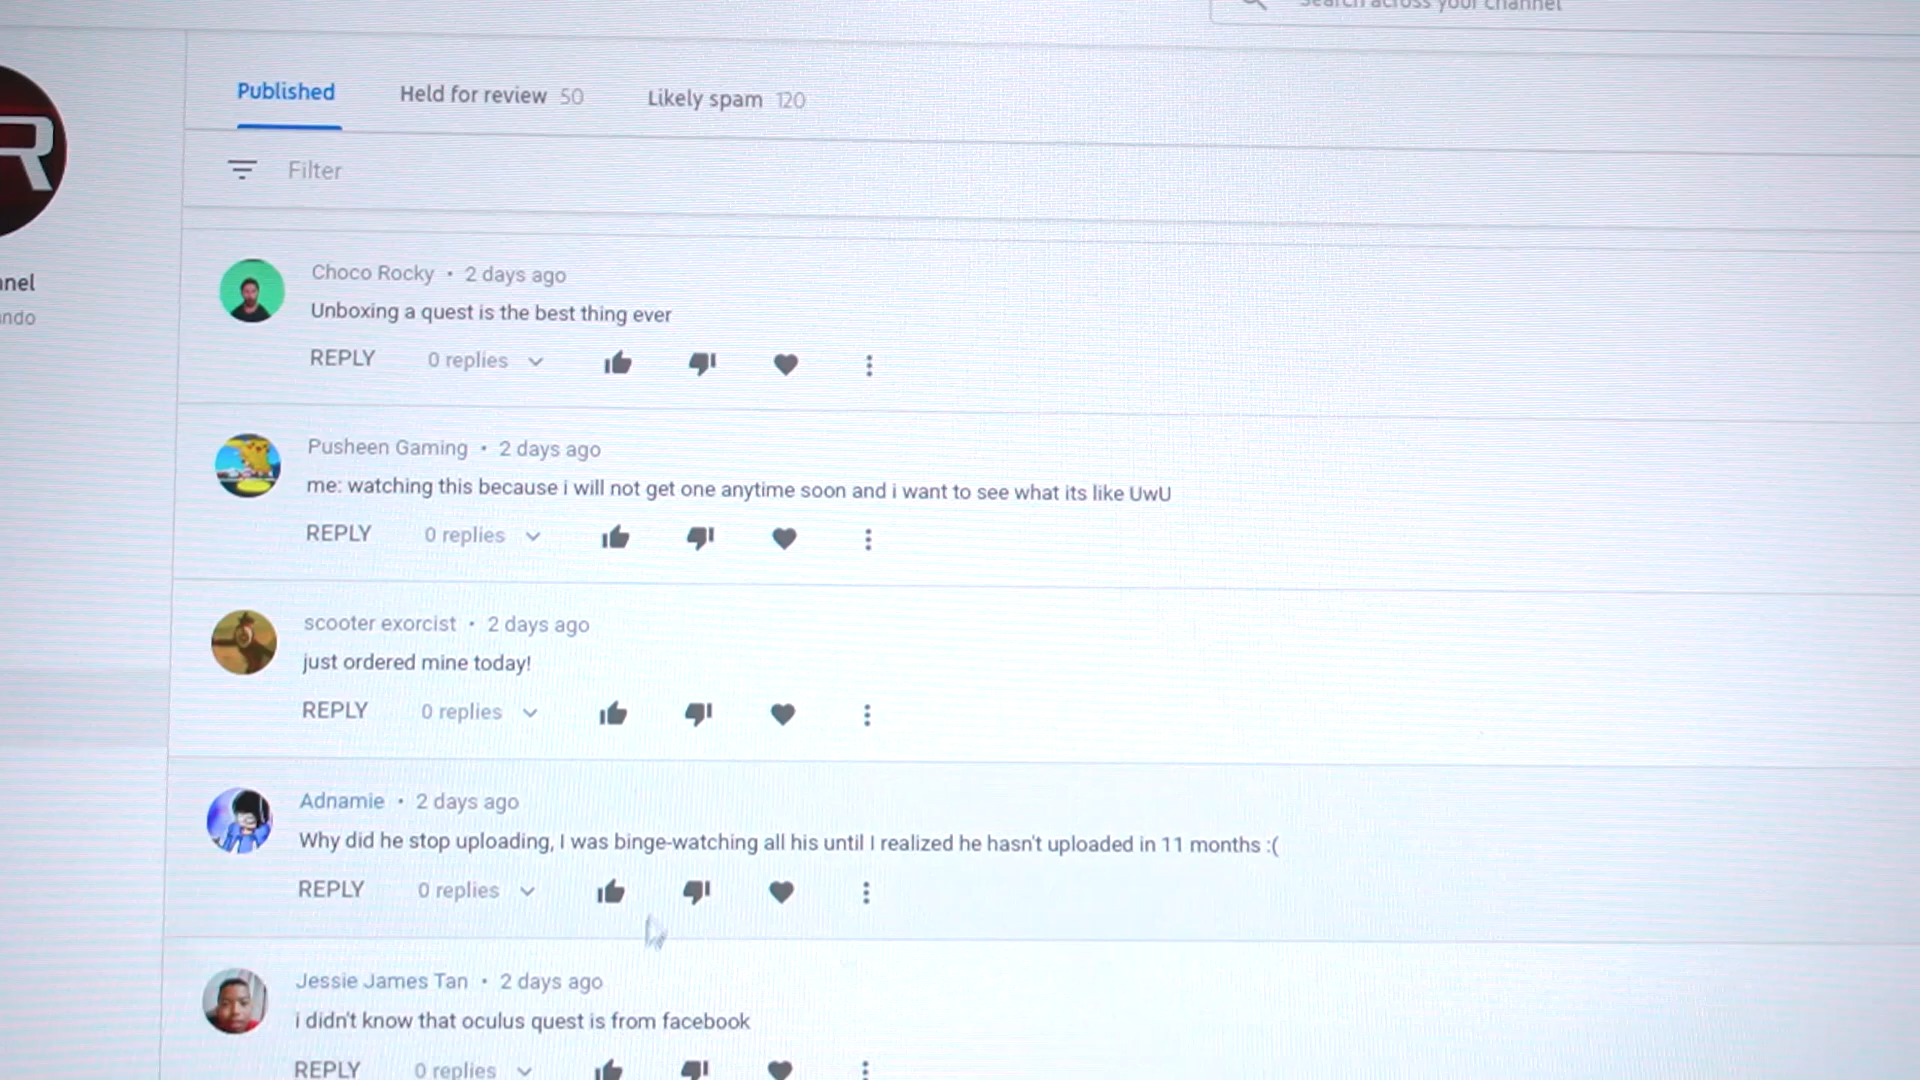 Search across your channel
Published
Held for review 50
Likely spam 120
Filter
R
nel
ndo
Choco Rocky • 2 days ago
Unboxing a quest is the best thing ever
REPLY 0 replies
Pusheen Gaming • 2 days ago
me: watching this because i will not get one anytime soon and i want to see what its like UwU
REPLY 0 replies
scooter exorcist • 2 days ago
just ordered mine today!
REPLY 0 replies
Adnamie • 2 days ago
Why did he stop uploading, I was binge-watching all his until I realized he hasn't uploaded in 11 months :(
REPLY 0 replies
Jessie James Tan • 2 days ago
i didn't know that oculus quest is from facebook
REPLY 0 replies